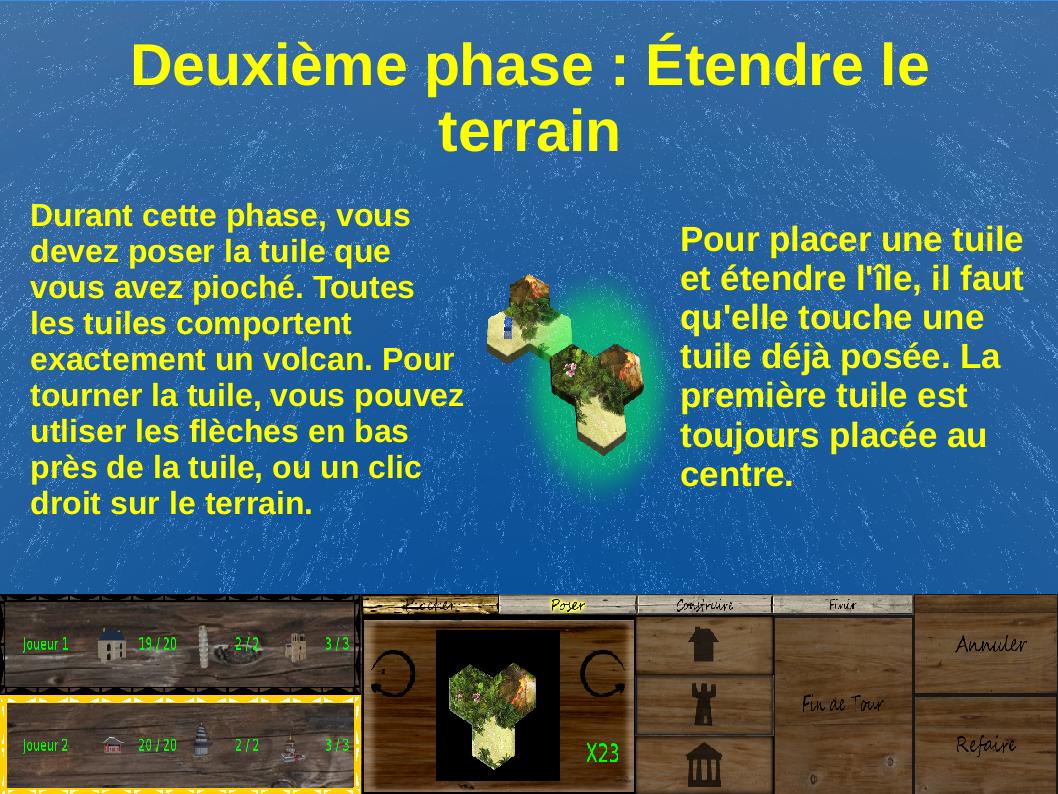 Deuxième phase : Étendre le
terrain
Durant cette phase, vous
devez poser la tuile que
vous avez pioché. Toutes
les tuiles comportent
exactement un volcan. Pour
tourner la tuile, vous pouvez
utliser les flèches en bas
près de la tuile, ou un clic
droit sur le terrain.
Pour placer une tuile
et étendre l'île, il faut
qu'elle touche une
tuile déjà posée. La
première tuile est
toujours placée au
centre.
Piocher Poser Construire Finir
Joueur 1 19 / 20 2 / 2 3 / 3
Joueur 2 20 / 20 2 / 2 3 / 3
X23
Fin de Tour
Annuler
Refaire